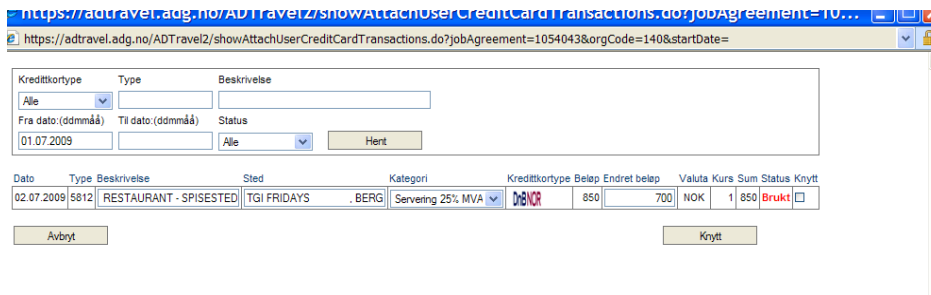 https://adtravel.adg.no/ADTravel2/showAttachUserCreditCardTransactions.do?jobAgreement=10...
https://adtravel.adg.no/ADTravel2/showAttachUserCreditCardTransactions.do?jobAgreement=1054043&orgCode=140&startDate=
Kredittkortype Type Beskrivelse
Alle
Fra dato:(ddmmåå) Til dato:(ddmmåå) Status
01.07.2009 Alle Hent
Dato Type Beskrivelse Sted Kategori Kredittkortype Beløp Endret beløp Valuta Kurs Sum Status Knytt
02.07.2009 5812 RESTAURANT - SPISESTED TGI FRIDAYS , BERG Servering 25% MVA DnBNOR 850 700 NOK 1 850 Brukt
Avbryt Knytt